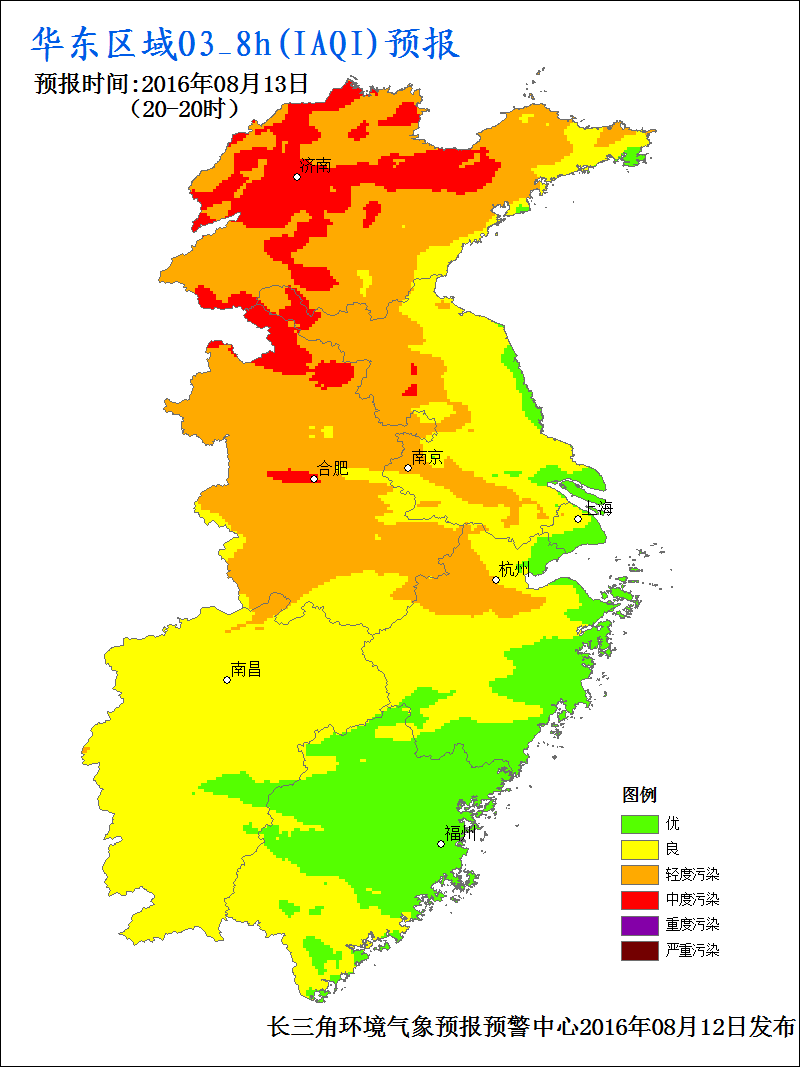 华东区域O3_8h(IAQI)预报
预报时间:2016年08月13日
（20-20时）
济南
合肥
南京
上海
杭州
南昌
福州
图例
优
良
轻度污染
中度污染
重度污染
严重污染
长三角环境气象预报预警中心2016年08月12日发布